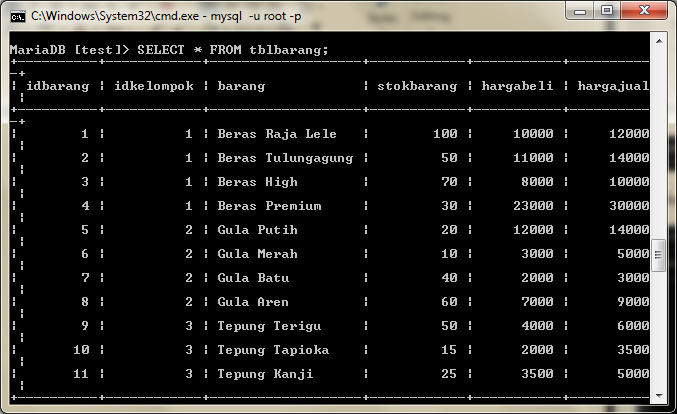 C:\Windows\System32\cmd.exe - mysql  -u root -p
MariaDB [test]> SELECT * FROM tblbarang;
+----------+------------+-------------------+------------+-----------+----------
-+
| idbarang | idkelompok | barang            | stokbarang | hargabeli | hargajual
 |
+----------+------------+-------------------+------------+-----------+----------
-+
|        1 |          1 | Beras Raja Lele   |        100 |     10000 |     12000
 |
|        2 |          1 | Beras Tulungagung |         50 |     11000 |     14000
 |
|        3 |          1 | Beras High        |         70 |      8000 |     10000
 |
|        4 |          1 | Beras Premium     |         30 |     23000 |     30000
 |
|        5 |          2 | Gula Putih        |         20 |     12000 |     14000
 |
|        6 |          2 | Gula Merah        |         10 |      3000 |      5000
 |
|        7 |          2 | Gula Batu         |         40 |      2000 |      3000
 |
|        8 |          2 | Gula Aren         |         60 |      7000 |      9000
 |
|        9 |          3 | Tepung Terigu     |         50 |      4000 |      6000
 |
|       10 |          3 | Tepung Tapioka    |         15 |      2000 |      3500
 |
|       11 |          3 | Tepung Kanji      |         25 |      3500 |      5000
 |
+----------+------------+-------------------+------------+-----------+----------